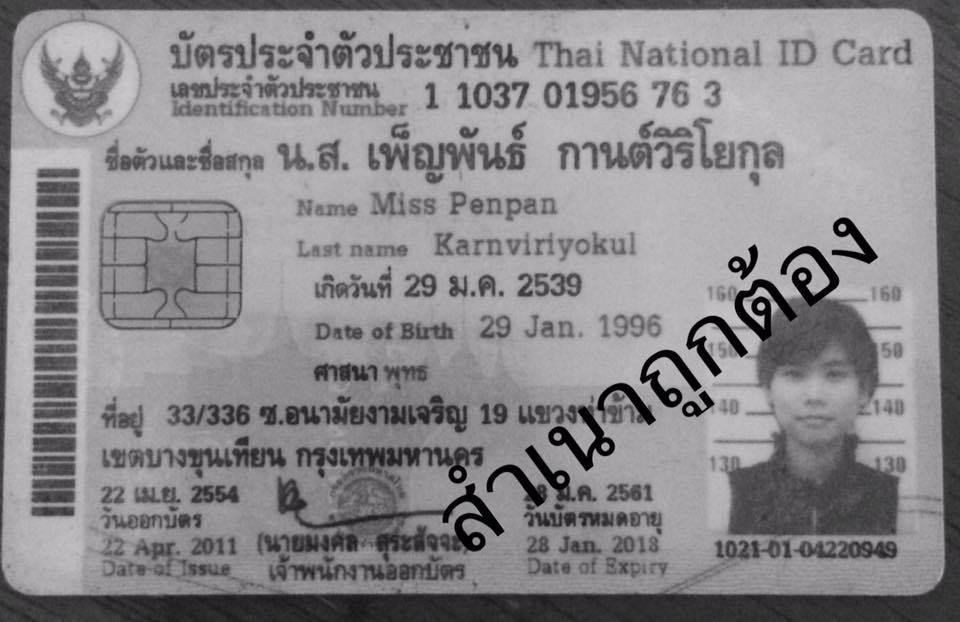 บัตรประจำตัวประชาชน Thai National ID Card
เลขประจำตัวประชาชน
Identification Number 1 1037 01956 76 3
ชื่อตัวและชื่อสกุล น.ส. เพ็ญพันธ์ กานต์วิริโยกุล
Name Miss Penpan
Last name Karnviriyokul
เกิดวันที่ 29 ม.ค. 2539
Date of Birth 29 Jan. 1996
ศาสนา พุทธ
ที่อยู่ 33/336 ซ.อนามัยงามเจริญ 19 แขวงท่าข้าม
เขตบางขุนเทียน กรุงเทพมหานคร
22 เม.ย. 2554
วันออกบัตร
22 Apr. 2011
Date of Issue
(นายมงคล สุระสัจจะ)
เจ้าพนักงานออกบัตร
28 ม.ค. 2561
วันบัตรหมดอายุ
28 Jan. 2018
Date of Expiry
160 160
150 150
140 140
130 130
1021-01-04220949
สำเนาถูกต้อง